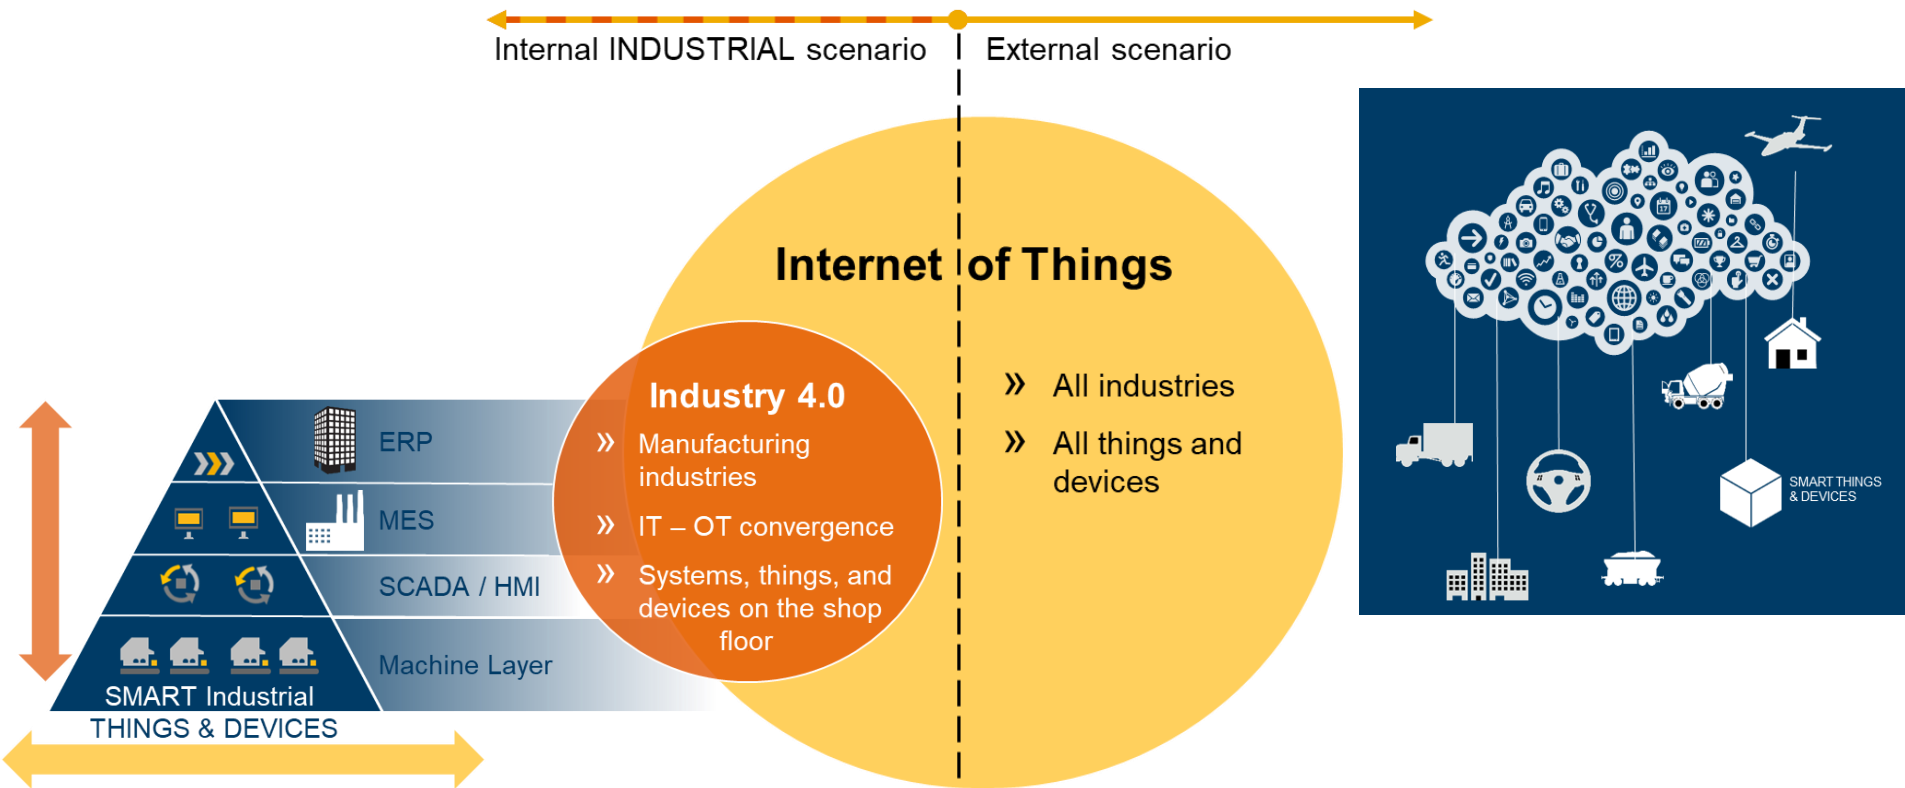 Internal INDUSTRIAL scenario
External scenario
Internet of Things
Industry 4.0
» Manufacturing
industries
» IT – OT convergence
» Systems, things, and
devices on the shop
floor
» All industries
» All things and
devices
ERP
MES
SCADA / HMI
Machine Layer
SMART Industrial
THINGS & DEVICES
17
SMART THINGS
& DEVICES